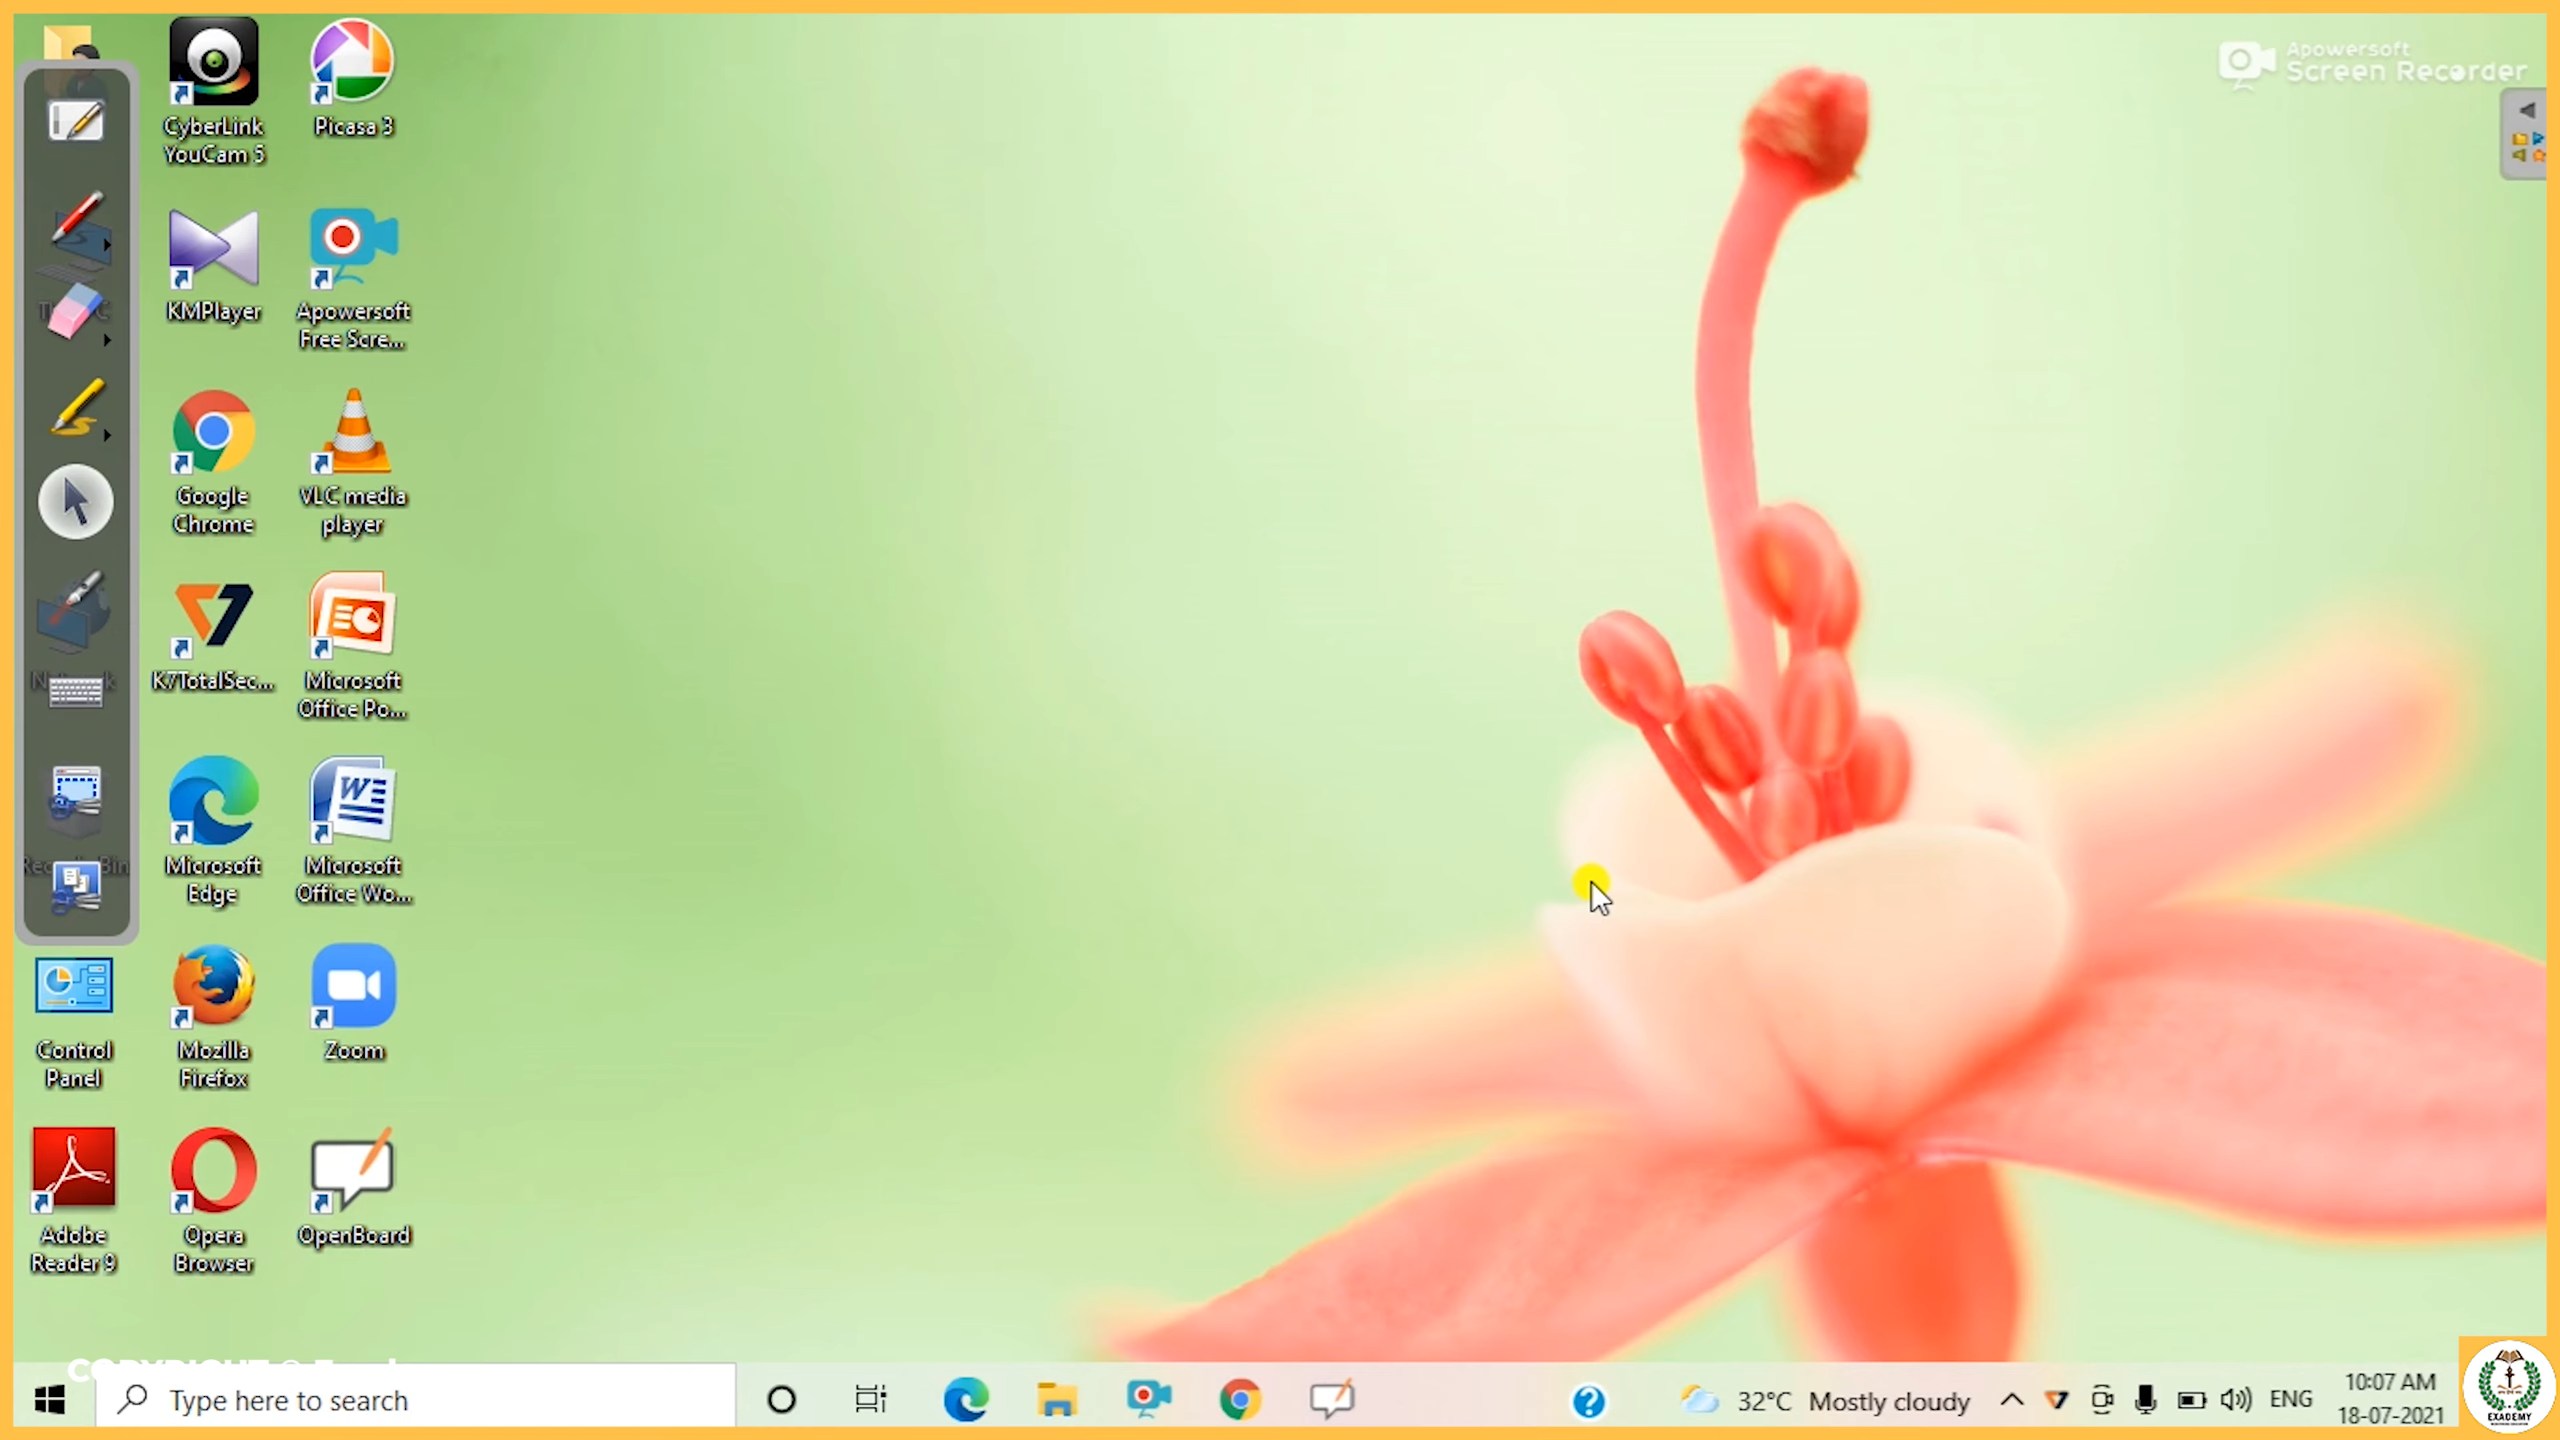 Apowersoft
Screen Recorder
CyberLink
YouCam 5
Picasa 3
KMPlayer
Apowersoft
Free Scre...
Google
Chrome
VLC media
player
K7TotalSec...
Microsoft
Office Po...
Microsoft
Edge
Microsoft
Office Wo...
Control
Panel
Mozilla
Firefox
Zoom
Adobe
Reader 9
Opera
Browser
OpenBoard
Type here to search
32°C Mostly cloudy
ENG
10:07 AM
18-07-2021
EXADEMY